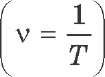 (ν = 1/T)